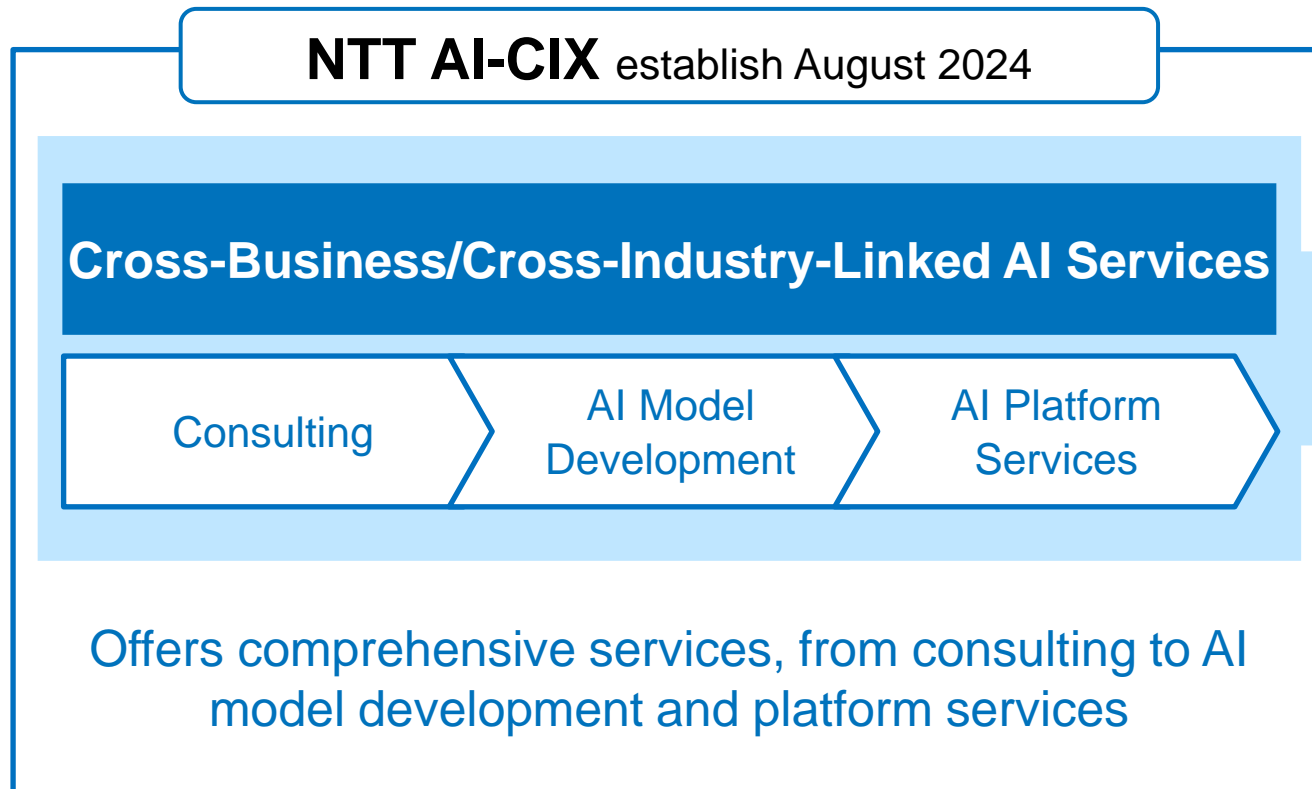 NTT AI-CIX establish August 2024
Cross-Business/Cross-Industry-Linked AI Services
Consulting
AI Model
Development
AI Platform
Services
Offers comprehensive services, from consulting to AI
model development and platform services